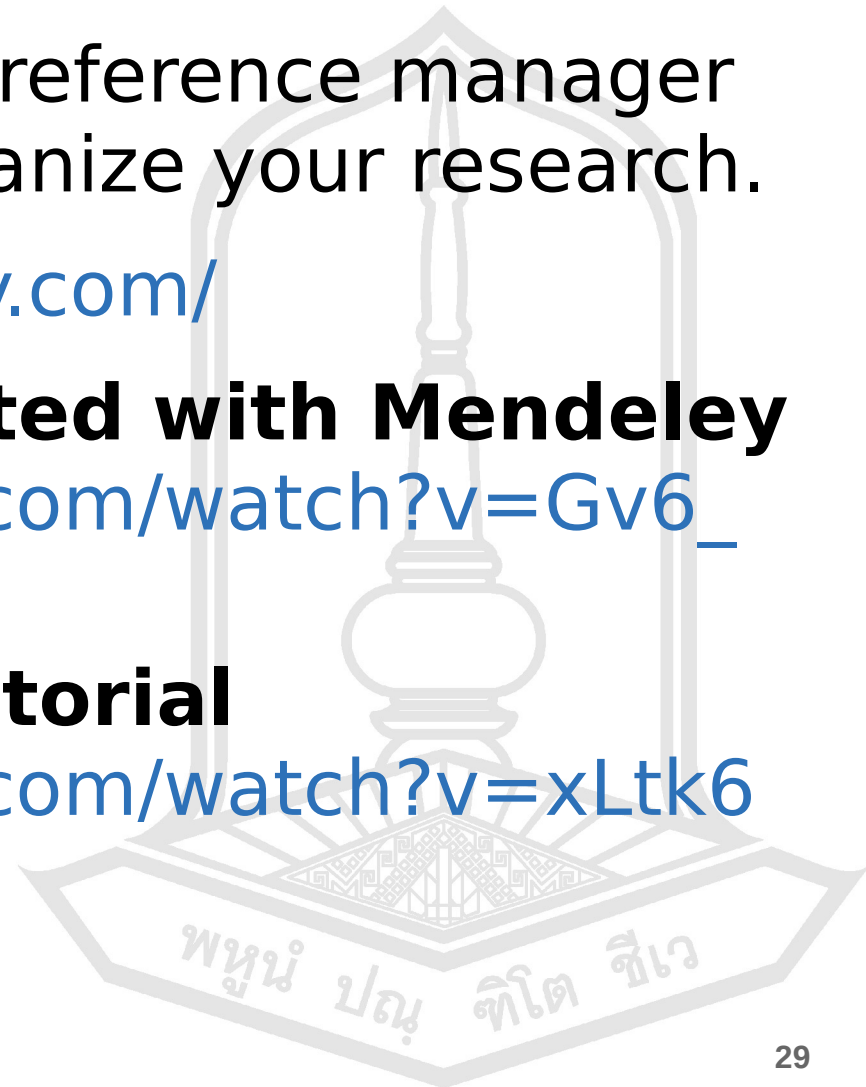 reference manager
anize your research.
y.com/
ted with Mendeley
com/watch?v=Gv6_
torial
com/watch?v=xLtk6
พหูนํ ปณฺฑิโต ชีเว
29